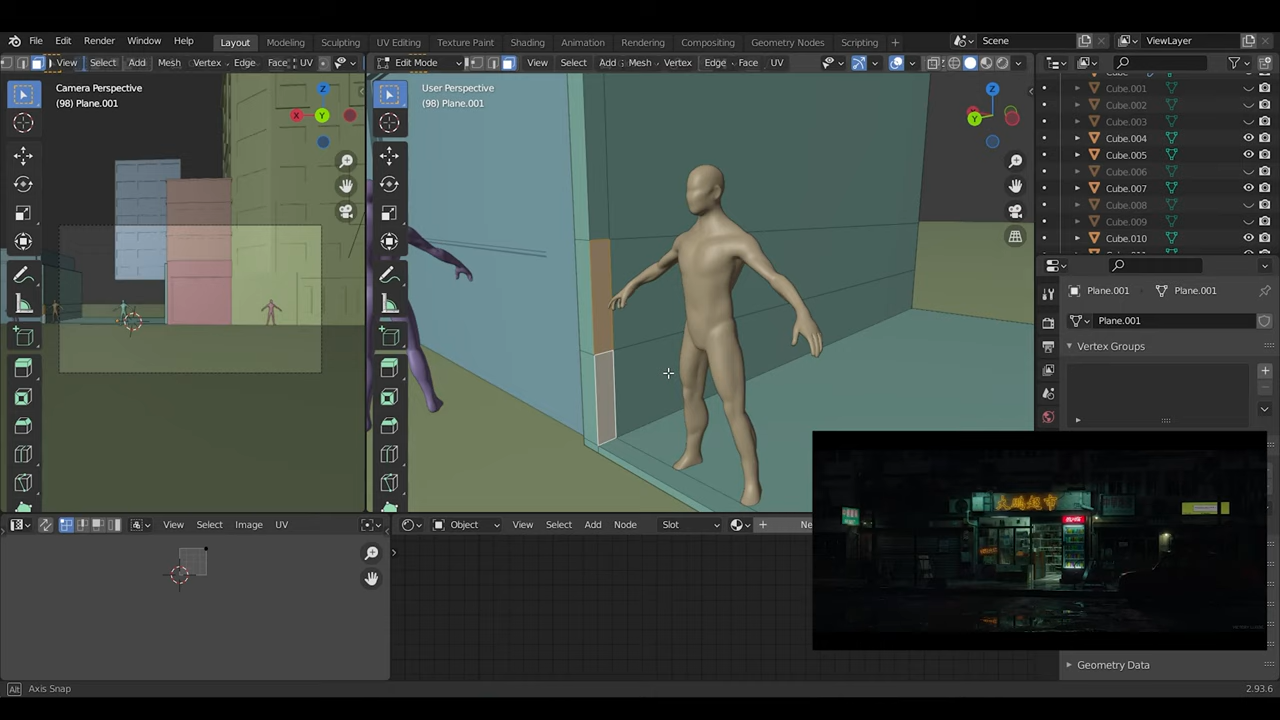 File Edit Render Window Help Layout Modeling Sculpting UV Editing Texture Paint Shading Animation Rendering Compositing Geometry Nodes Scripting + Scene ViewLayer
View Select Add Mesh Vertex Edge Face UV Edit Mode View Select Add Mesh Vertex Edge Face UV
Camera Perspective
(98) Plane.001
User Perspective
(98) Plane.001
Z
X
Y
Z
Y
Cube.001
Cube.002
Cube.003
Cube.004
Cube.005
Cube.006
Cube.007
Cube.008
Cube.009
Cube.010
Plane.001 Plane.001
Plane.001
Vertex Groups
Geometry Data
View Select Image UV
Object View Select Add Node Slot Ne
大鵬超市
Alt Axis Snap
2.93.6